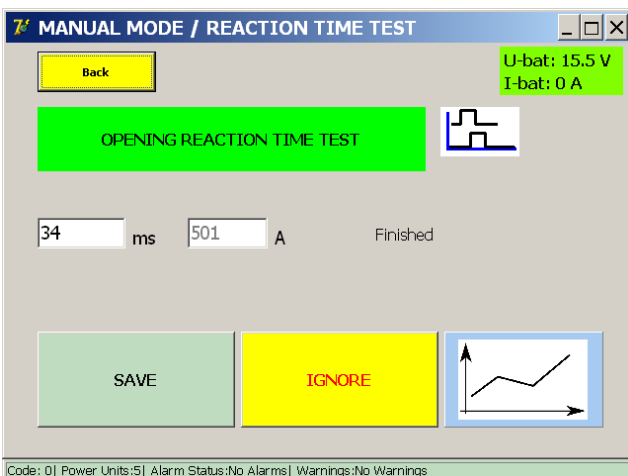 MANUAL MODE / REACTION TIME TEST
Back
U-bat: 15.5 V
I-bat: 0 A
OPENING REACTION TIME TEST
34 ms 501 A Finished
SAVE IGNORE
Code: 0| Power Units:5| Alarm Status:No Alarms| Warnings:No Warnings